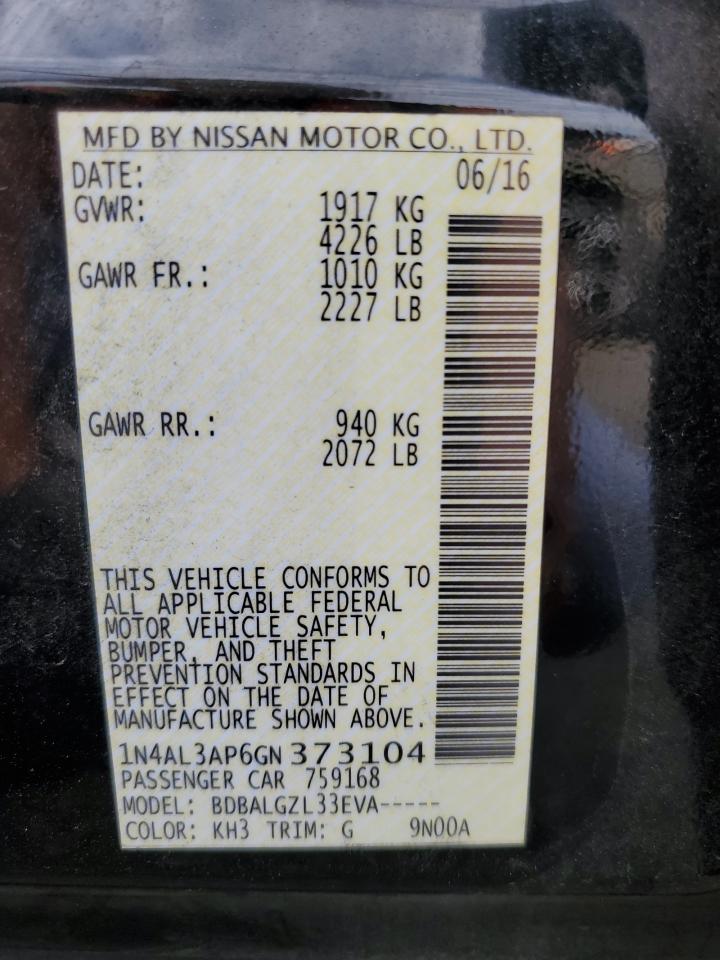 MFD BY NISSAN MOTOR CO., LTD.
DATE: 06/16
GVWR: 1917 KG
4226 LB
GAWR FR.: 1010 KG
2227 LB
GAWR RR.: 940 KG
2072 LB
THIS VEHICLE CONFORMS TO
ALL APPLICABLE FEDERAL
MOTOR VEHICLE SAFETY,
BUMPER, AND THEFT
PREVENTION STANDARDS IN
EFFECT ON THE DATE OF
MANUFACTURE SHOWN ABOVE.
1N4AL3AP6GN 373104
PASSENGER CAR 759168
MODEL: BDBALGZL33EVA-----
COLOR: KH3 TRIM: G 9N00A